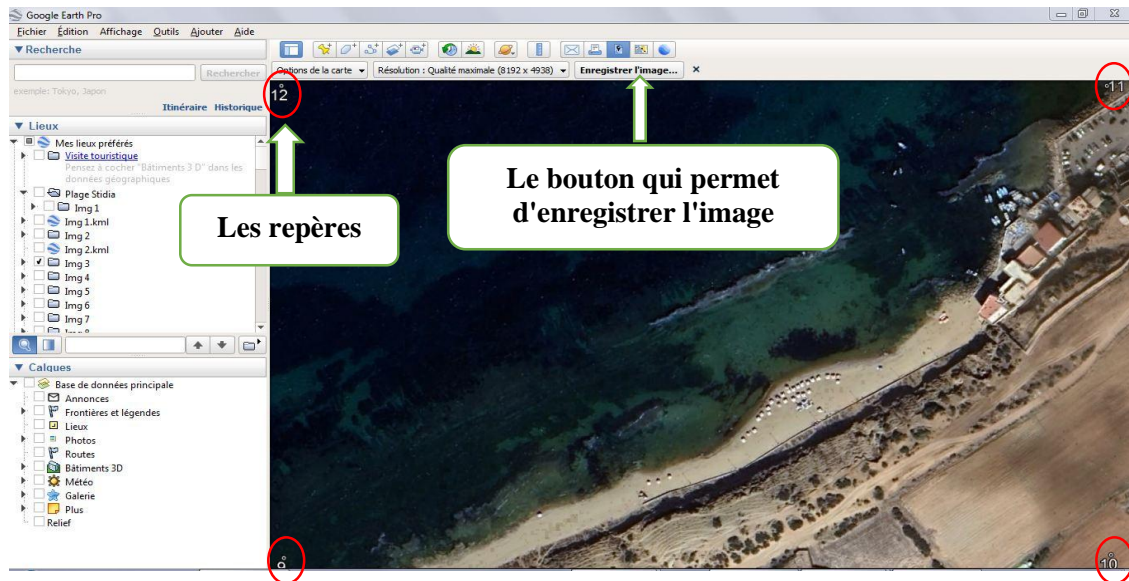 Google Earth Pro
Fichier Édition Affichage Outils Ajouter Aide
▼ Recherche
Rechercher
exemple: Tokyo, Japon
Itinéraire Historique
Options de la carte Résolution : Qualité maximale (8192 x 4938) Enregistrer l'image... ×
▼ Lieux
Mes lieux préférés
Visite touristique
Pensez à cocher "Bâtiments 3 D" dans les
données géographiques
Plage Stidia
Img 1
Img 1.kml
Img 2
Img 2.kml
Img 3
Img 4
Img 5
Img 6
Img 7
▼ Calques
Base de données principale
Annonces
Frontières et légendes
Lieux
Photos
Routes
Bâtiments 3D
Météo
Galerie
Plus
Relief
12
11
Les repères
Le bouton qui permet
d'enregistrer l'image
9
10